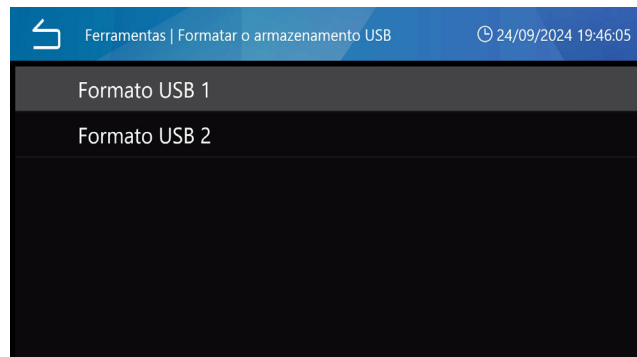 Ferramentas | Formatar o armazenamento USB 24/09/2024 19:46:05
Formato USB 1
Formato USB 2